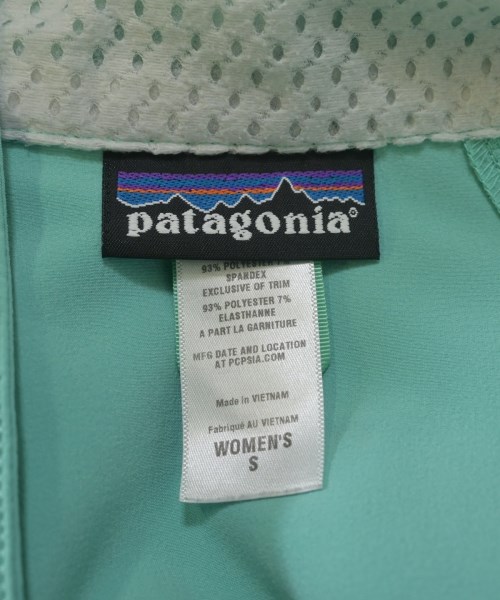 patagonia®
93% POLYESTER 7%
SPANDEX
EXCLUSIVE OF TRIM
93% POLYESTER 7%
ELASTHANNE
A PART LA GARNITURE
MFG DATE AND LOCATION
AT PCPSIA.COM
Made in VIETNAM
Fabriqué AU VIETNAM
WOMEN'S
S